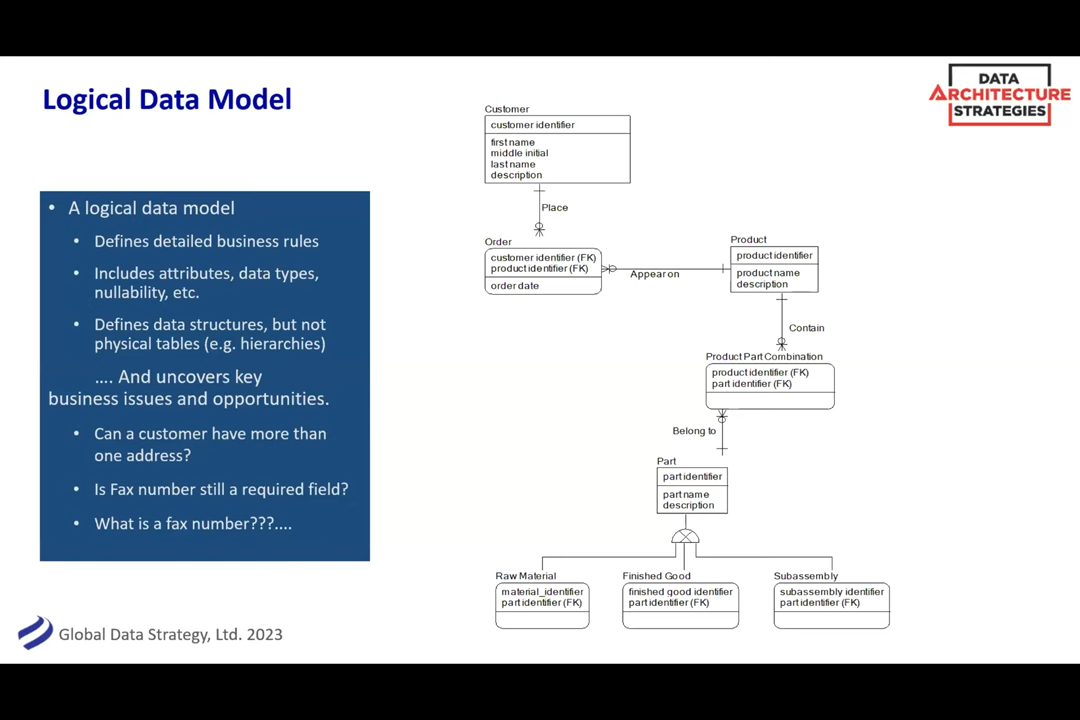 Logical Data Model
DATA
ARCHITECTURE
STRATEGIES
• A logical data model
• Defines detailed business rules
• Includes attributes, data types,
nullability, etc.
• Defines data structures, but not
physical tables (e.g. hierarchies)
.... And uncovers key
business issues and opportunities.
• Can a customer have more than
one address?
• Is Fax number still a required field?
• What is a fax number???....
Customer
customer identifier
first name
middle initial
last name
description
Place
Order
customer identifier (FK)
product identifier (FK)
order date
Appear on
Product
product identifier
product name
description
Contain
Product Part Combination
product identifier (FK)
part identifier (FK)
Belong to
Part
part identifier
part name
description
Raw Material
material_identifier
part identifier (FK)
Finished Good
finished good identifier
part identifier (FK)
Subassembly
subassembly identifier
part identifier (FK)
Global Data Strategy, Ltd. 2023